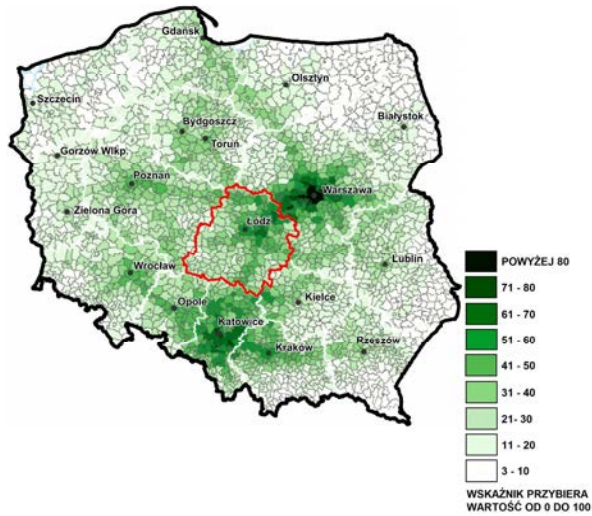 Gdańsk
Olsztyn
Szczecin
Białystok
Bydgoszcz
Toruń
Gorzów Wlkp.
Poznań
Warszawa
Zielona Góra
Łódź
Wrocław
Lublin
Opole
Kielce
Katowice
Kraków
Rzeszów
POWYŻEJ 80
71 - 80
61 - 70
51 - 60
41 - 50
31 - 40
21- 30
11 - 20
3 - 10
WSKAŹNIK PRZYBIERA
WARTOŚĆ OD 0 DO 100